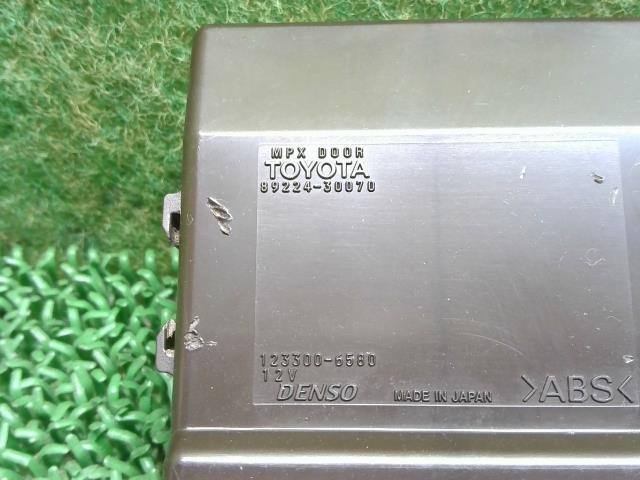 MPX DOOR
TOYOTA
89224-30070
123300-6580
12V
DENSO MADE IN JAPAN >ABS<